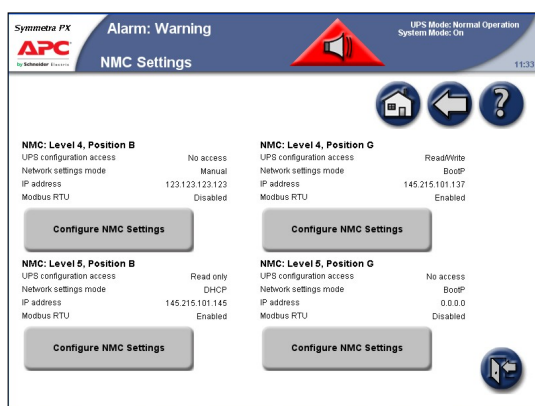 Symmetra PX
APC
by Schneider Electric
Alarm: Warning
NMC Settings
UPS Mode: Normal Operation
System Mode: On
11:33
?
NMC: Level 4, Position B
UPS configuration access No access
Network settings mode Manual
IP address 123.123.123.123
Modbus RTU Disabled
Configure NMC Settings
NMC: Level 4, Position G
UPS configuration access Read/Write
Network settings mode BootP
IP address 145.215.101.137
Modbus RTU Enabled
Configure NMC Settings
NMC: Level 5, Position B
UPS configuration access Read only
Network settings mode DHCP
IP address 145.215.101.145
Modbus RTU Enabled
Configure NMC Settings
NMC: Level 5, Position G
UPS configuration access No access
Network settings mode BootP
IP address 0.0.0.0
Modbus RTU Disabled
Configure NMC Settings